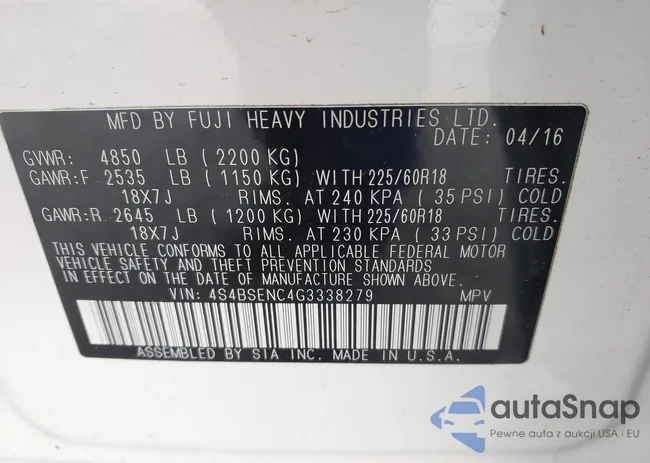 MFD BY FUJI HEAVY INDUSTRIES LTD.
DATE: 04/16
GVWR: 4850 LB (2200 KG)
GAWR:F 2535 LB (1150 KG) WITH 225/60R18 TIRES.
18X7J RIMS. AT 240 KPA (35 PSI) COLD
GAWR:R 2645 LB (1200 KG) WITH 225/60R18 TIRES.
18X7J RIMS. AT 230 KPA (33 PSI) COLD
THIS VEHICLE CONFORMS TO ALL APPLICABLE FEDERAL MOTOR
VEHICLE SAFETY AND THEFT PREVENTION STANDARDS
IN EFFECT ON THE DATE OF MANUFACTURE SHOWN ABOVE.
VIN: 4S4BSENC4G3338279 MPV
ASSEMBLED BY SIA INC. MADE IN U.S.A.
autaSnap
Pewne auta z aukcji USA i EU